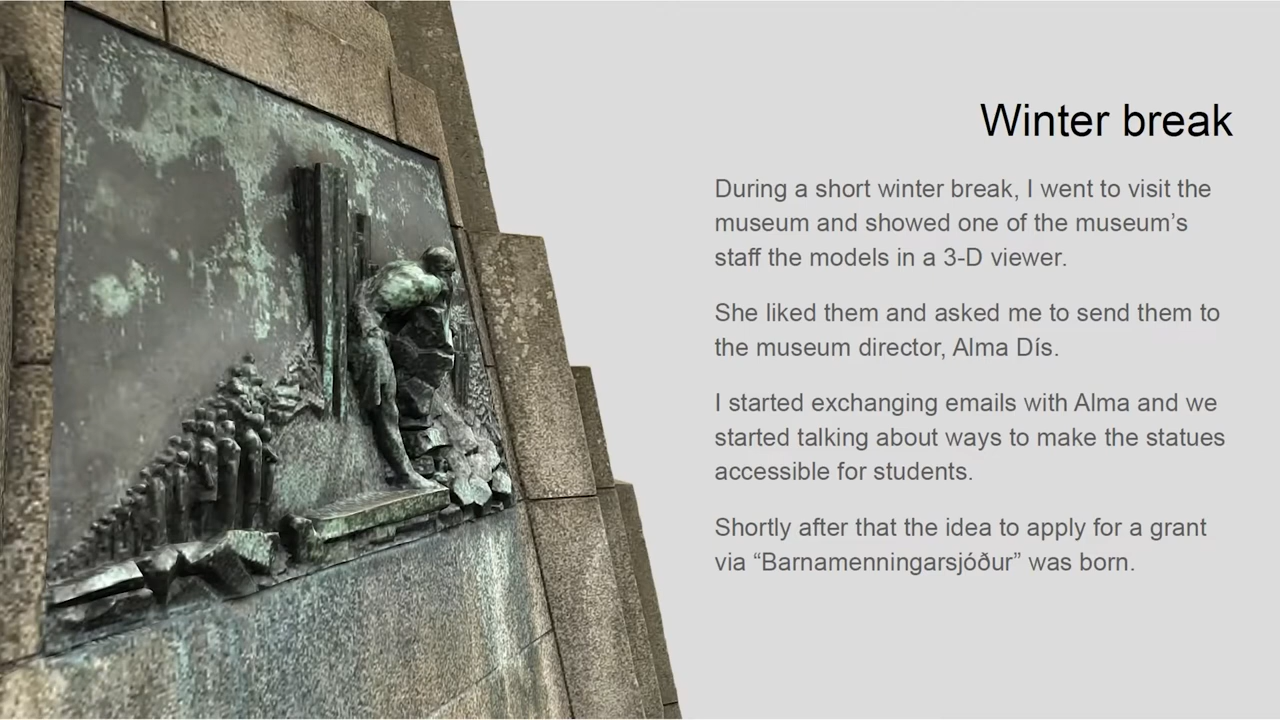 Winter break
During a short winter break, I went to visit the
museum and showed one of the museum’s
staff the models in a 3-D viewer.
She liked them and asked me to send them to
the museum director, Alma Dís.
I started exchanging emails with Alma and we
started talking about ways to make the statues
accessible for students.
Shortly after that the idea to apply for a grant
via “Barnamenningarsjóður” was born.